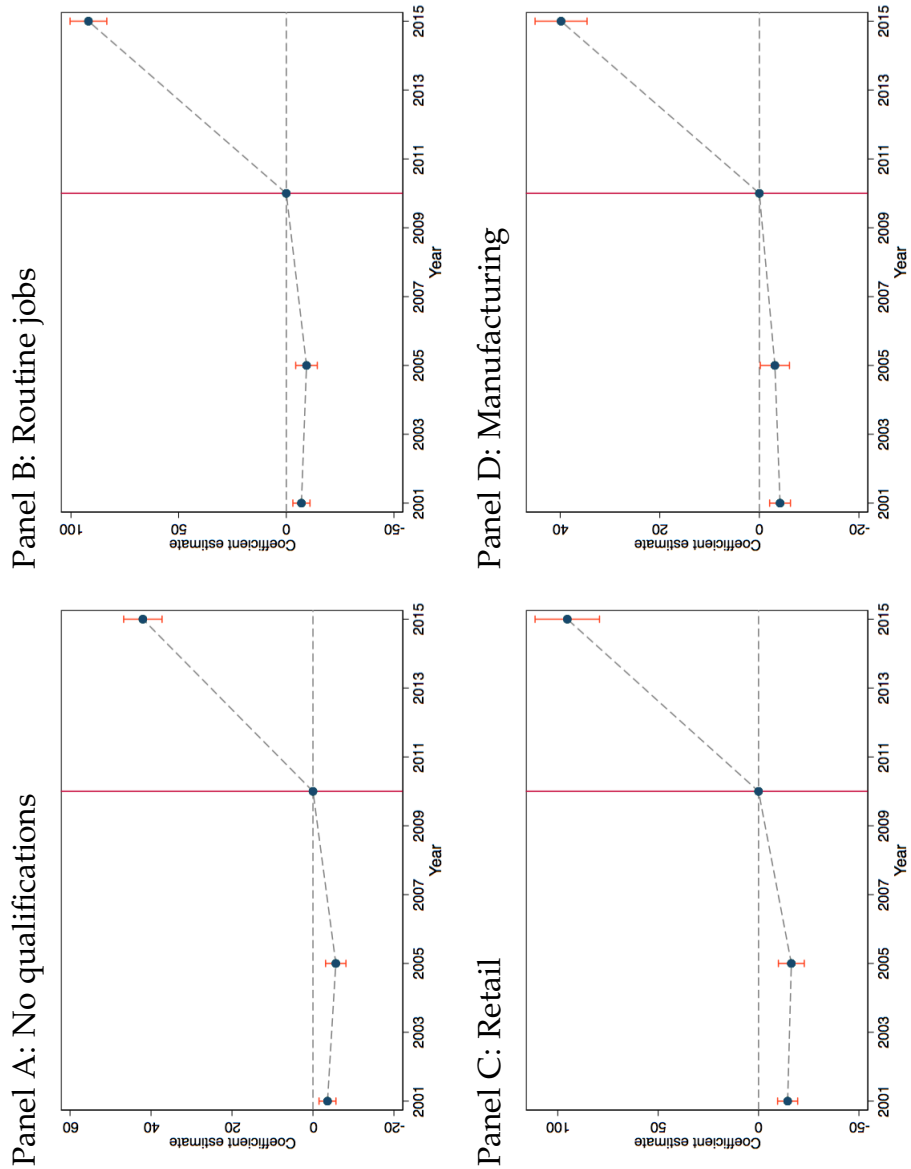 Panel A: No qualifications
Coefficient estimate
60
40
20
0
-20
2001 2003 2005 2007 2009 2011 2013 2015
Year
Panel B: Routine jobs
Coefficient estimate
100
50
0
-50
2001 2003 2005 2007 2009 2011 2013 2015
Year
Panel C: Retail
Coefficient estimate
100
50
0
-50
2001 2003 2005 2007 2009 2011 2013 2015
Year
Panel D: Manufacturing
Coefficient estimate
40
20
0
-20
2001 2003 2005 2007 2009 2011 2013 2015
Year